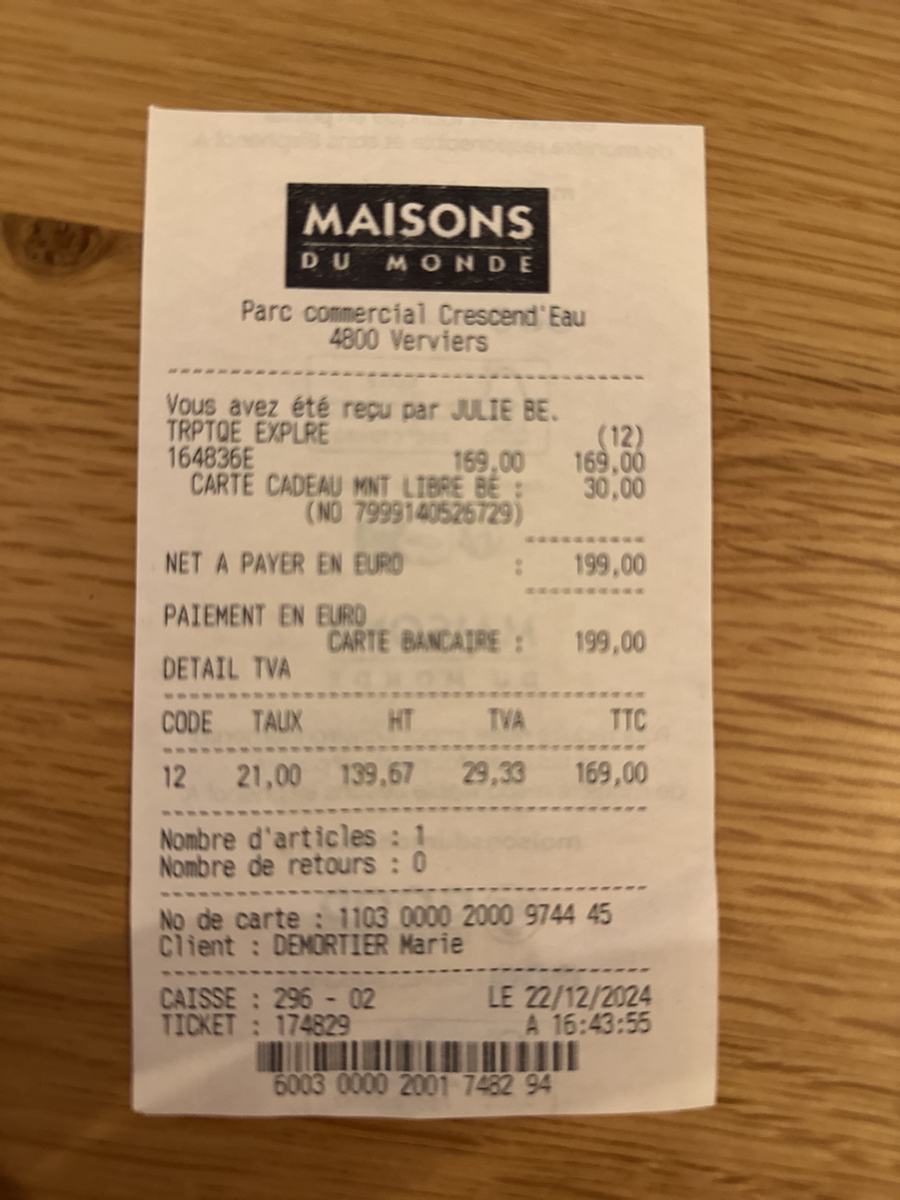 MAISONS
DU MONDE
Parc commercial Crescend'Eau
4800 Verviers
Vous avez été reçu par JULIE BE.
TRPTQE EXPLRE (12)
164836E 169,00 169,00
CARTE CADEAU MNT LIBRE BE : 30,00
(NO 7999140526729)
NET A PAYER EN EURO : 199,00
PAIEMENT EN EURO
CARTE BANCAIRE : 199,00
DETAIL TVA
CODE TAUX HT TVA TTC
12 21,00 139,67 29,33 169,00
Nombre d'articles : 1
Nombre de retours : 0
No de carte : 1103 0000 2000 9744 45
Client : DEMORTIER Marie
CAISSE : 296 - 02 LE 22/12/2024
TICKET : 174829 A 16:43:55
6003 0000 2001 7482 94